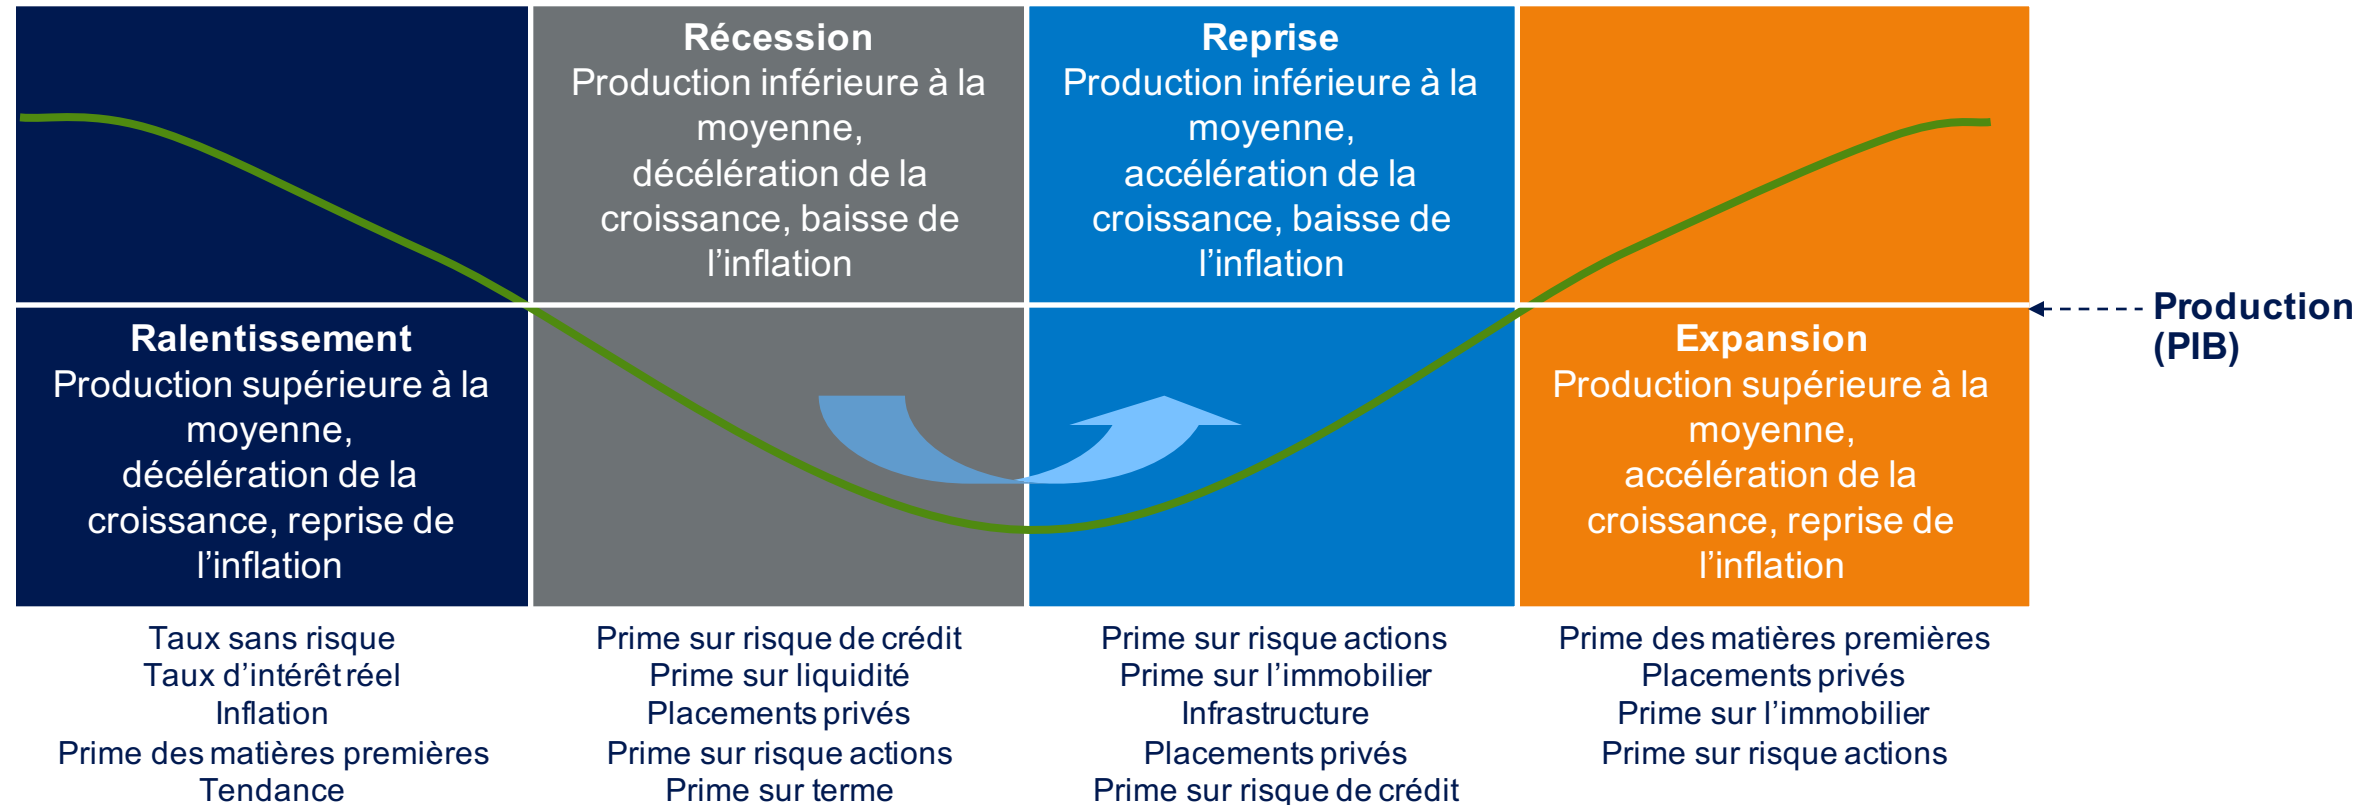 Ralentissement
Production supérieure à la
moyenne,
décélération de la
croissance, reprise de
l’inflation
Récession
Production inférieure à la
moyenne,
décélération de la
croissance, baisse de
l’inflation
Reprise
Production inférieure à la
moyenne,
accélération de la
croissance, baisse de
l’inflation
Expansion
Production supérieure à la
moyenne,
accélération de la
croissance, reprise de
l’inflation
Production
(PIB)
Taux sans risque
Taux d’intérêt réel
Inflation
Prime des matières premières
Tendance
Prime sur risque de crédit
Prime sur liquidité
Placements privés
Prime sur risque actions
Prime sur terme
Prime sur risque actions
Prime sur l’immobilier
Infrastructure
Placements privés
Prime sur risque de crédit
Prime des matières premières
Placements privés
Prime sur l’immobilier
Prime sur risque actions